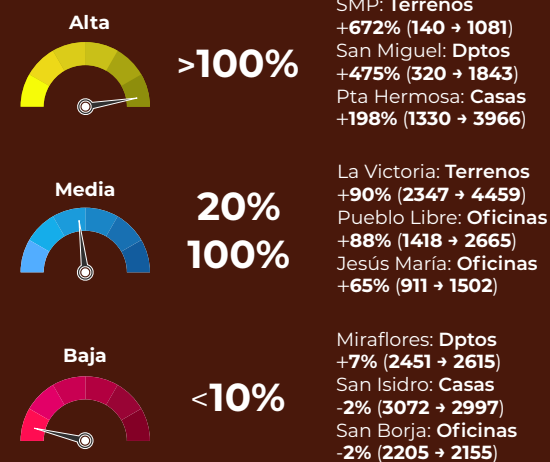 Alta
>100%
SMP: Terrenos
+672% (140 → 1081)
San Miguel: Dptos
+475% (320 → 1843)
Pta Hermosa: Casas
+198% (1330 → 3966)
Media
20%
100%
La Victoria: Terrenos
+90% (2347 → 4459)
Pueblo Libre: Oficinas
+88% (1418 → 2665)
Jesús María: Oficinas
+65% (911 → 1502)
Baja
<10%
Miraflores: Dptos
+7% (2451 → 2615)
San Isidro: Casas
-2% (3072 → 2997)
San Borja: Oficinas
-2% (2205 → 2155)